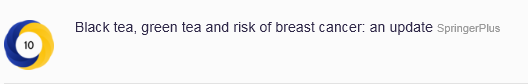 Black tea, green tea and risk of breast cancer: an update SpringerPlus
10